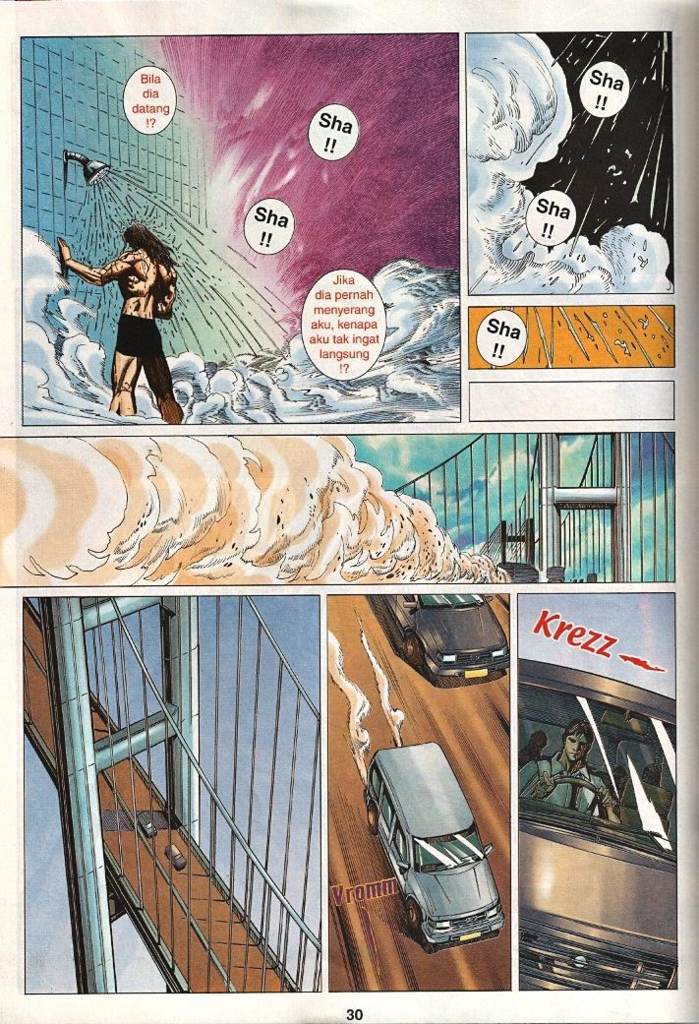 Bila
dia
datang
!?
Sha
!!
Sha
!!
Jika
dia pernah
menyerang
aku, kenapa
aku tak ingat
langsung
!?
Sha
!!
Sha
!!
Sha
!!
Vromm
Krezz
30